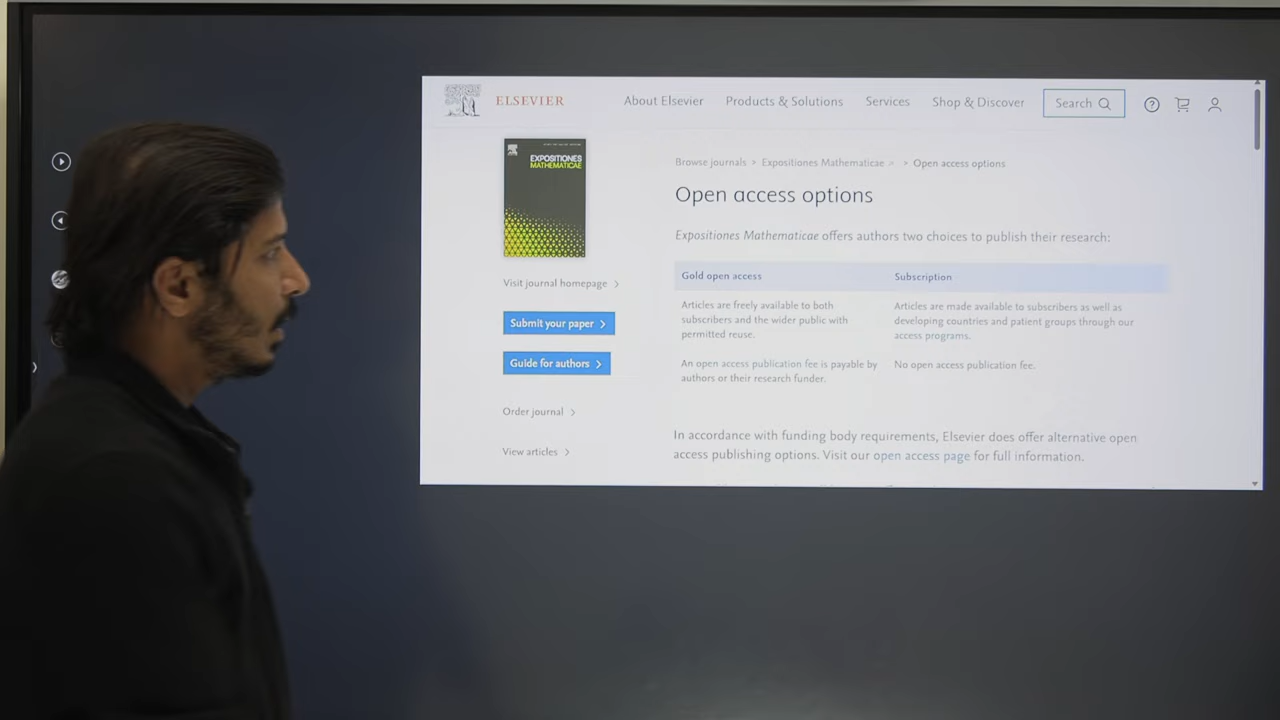 ELSEVIER
About Elsevier Products & Solutions Services Shop & Discover Search
EXPOSITIONES
MATHEMATICAE
Browse journals > Expositiones Mathematicae > Open access options
Open access options
Expositiones Mathematicae offers authors two choices to publish their research:
Gold open access
Articles are freely available to both
subscribers and the wider public with
permitted reuse.
An open access publication fee is payable by
authors or their research funder.
Subscription
Articles are made available to subscribers as well as
developing countries and patient groups through our
access programs.
No open access publication fee.
Visit journal homepage >
Submit your paper >
Guide for authors >
Order journal >
View articles >
In accordance with funding body requirements, Elsevier does offer alternative open
access publishing options. Visit our open access page for full information.